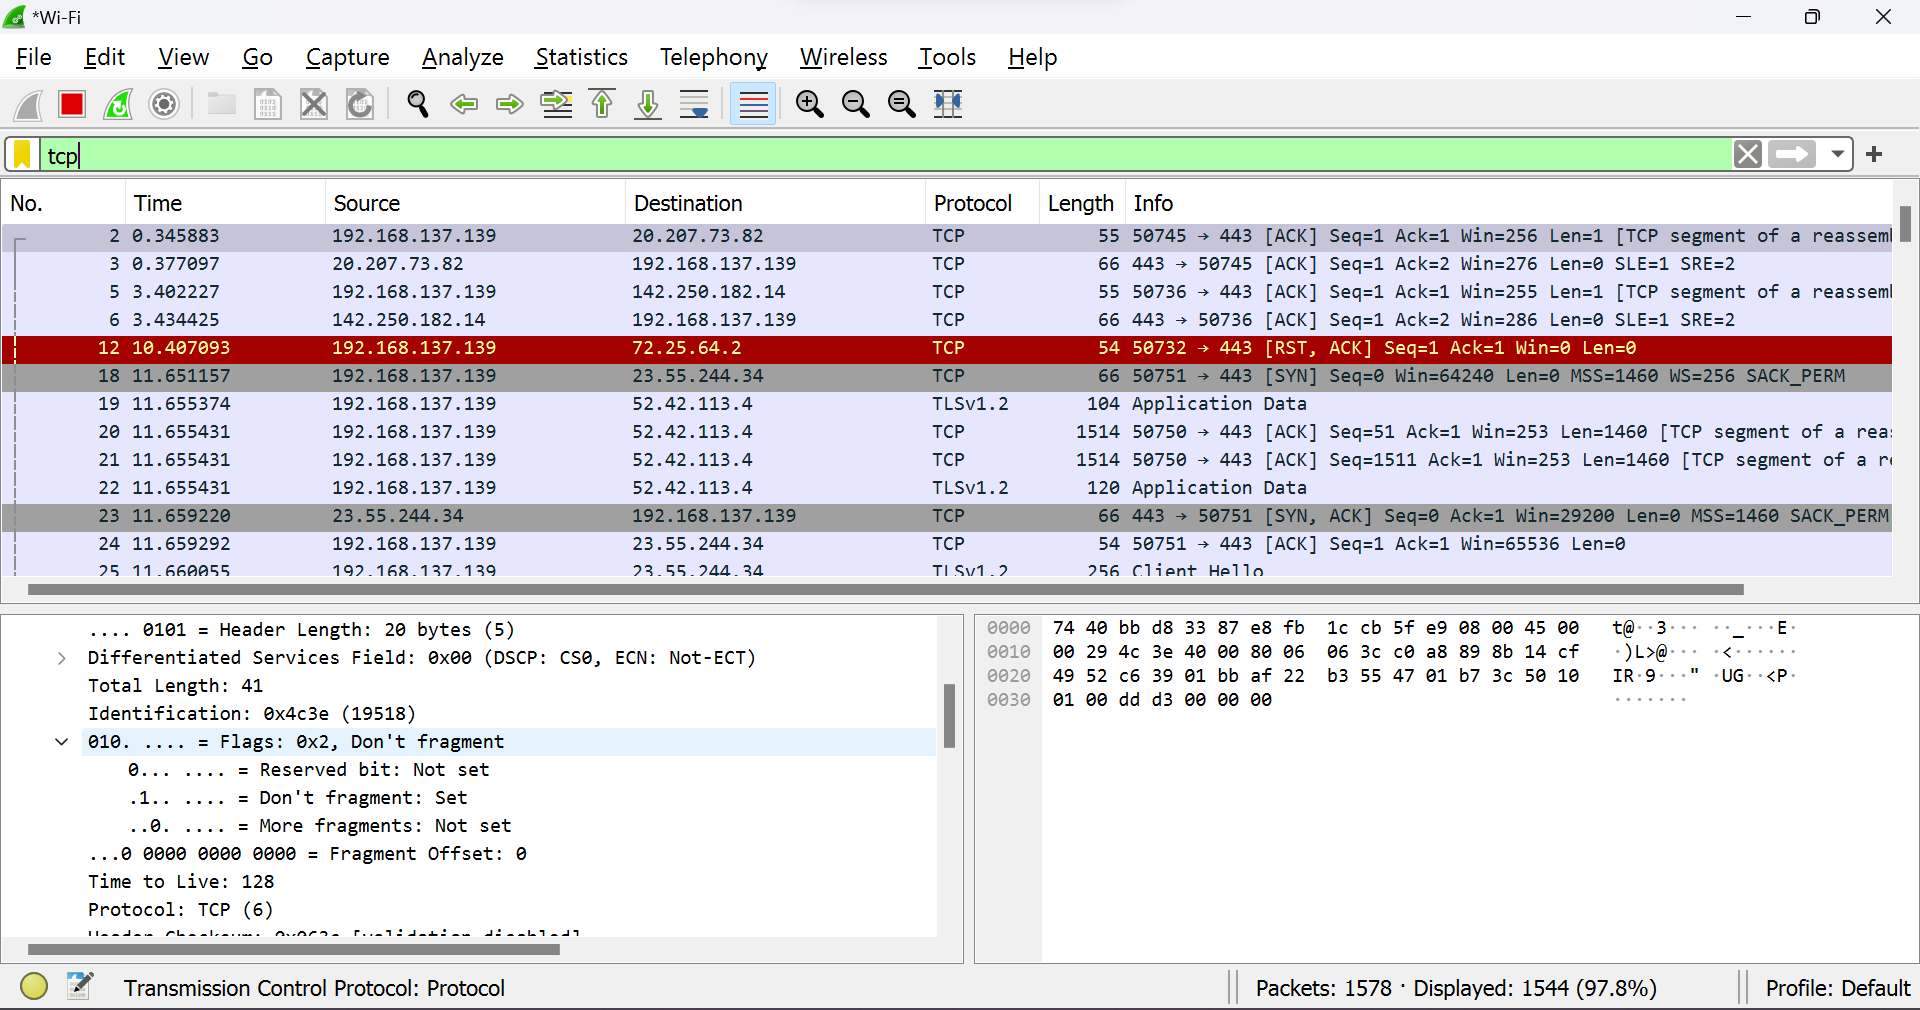 *Wi-Fi
File Edit View Go Capture Analyze Statistics Telephony Wireless Tools Help
tcp
No. Time Source Destination Protocol Length Info
2 0.345883 192.168.137.139 20.207.73.82 TCP 55 50745 → 443 [ACK] Seq=1 Ack=1 Win=256 Len=1 [TCP segment of a reassem
3 0.377097 20.207.73.82 192.168.137.139 TCP 66 443 → 50745 [ACK] Seq=1 Ack=2 Win=276 Len=0 SLE=1 SRE=2
5 3.402227 192.168.137.139 142.250.182.14 TCP 55 50736 → 443 [ACK] Seq=1 Ack=1 Win=255 Len=1 [TCP segment of a reassem
6 3.434425 142.250.182.14 192.168.137.139 TCP 66 443 → 50736 [ACK] Seq=1 Ack=2 Win=286 Len=0 SLE=1 SRE=2
12 10.407093 192.168.137.139 72.25.64.2 TCP 54 50732 → 443 [RST, ACK] Seq=1 Ack=1 Win=0 Len=0
18 11.651157 192.168.137.139 23.55.244.34 TCP 66 50751 → 443 [SYN] Seq=0 Win=64240 Len=0 MSS=1460 WS=256 SACK_PERM
19 11.655374 192.168.137.139 52.42.113.4 TLSv1.2 104 Application Data
20 11.655431 192.168.137.139 52.42.113.4 TCP 1514 50750 → 443 [ACK] Seq=51 Ack=1 Win=253 Len=1460 [TCP segment of a rea
21 11.655431 192.168.137.139 52.42.113.4 TCP 1514 50750 → 443 [ACK] Seq=1511 Ack=1 Win=253 Len=1460 [TCP segment of a r
22 11.655431 192.168.137.139 52.42.113.4 TLSv1.2 120 Application Data
23 11.659220 23.55.244.34 192.168.137.139 TCP 66 443 → 50751 [SYN, ACK] Seq=0 Ack=1 Win=29200 Len=0 MSS=1460 SACK_PERM
24 11.659292 192.168.137.139 23.55.244.34 TCP 54 50751 → 443 [ACK] Seq=1 Ack=1 Win=65536 Len=0
25 11.660055 192.168.137.139 23.55.244.34 TLSv1.2 256 Client Hello
.... 0101 = Header Length: 20 bytes (5)
Differentiated Services Field: 0x00 (DSCP: CS0, ECN: Not-ECT)
Total Length: 41
Identification: 0x4c3e (19518)
010. .... = Flags: 0x2, Don't fragment
0... .... = Reserved bit: Not set
.1.. .... = Don't fragment: Set
..0. .... = More fragments: Not set
...0 0000 0000 0000 = Fragment Offset: 0
Time to Live: 128
Protocol: TCP (6)
Header Checksum: 0x063c [validation disabled]
0000 74 40 bb d8 33 87 e8 fb 1c cb 5f e9 08 00 45 00 t@··3··· ··_···E·
0010 00 29 4c 3e 40 00 80 06 06 3c c0 a8 89 8b 14 cf ·)L>@··· ·<······
0020 49 52 c6 39 01 bb af 22 b3 55 47 01 b7 3c 50 10 IR·9···" ·UG··<P·
0030 01 00 dd d3 00 00 00 ·······
Transmission Control Protocol: Protocol
Packets: 1578 · Displayed: 1544 (97.8%)
Profile: Default